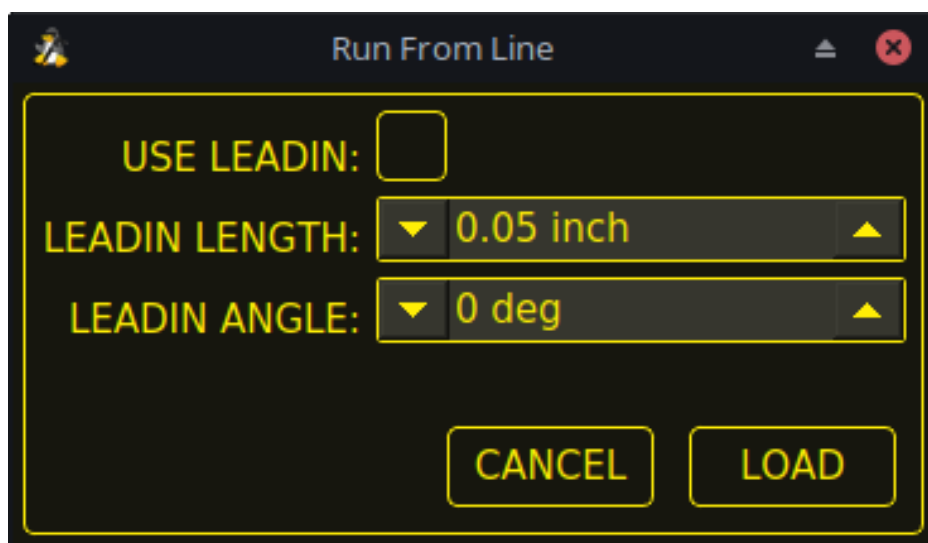 Run From Line
USE LEADIN:
LEADIN LENGTH: 0.05 inch
LEADIN ANGLE: 0 deg
CANCEL LOAD